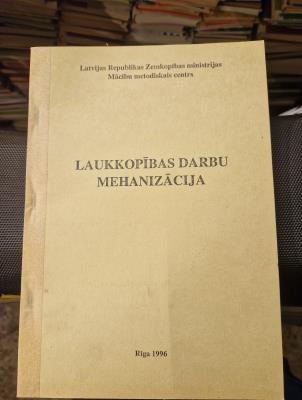 Latvijas Republikas Zemkopības ministrijas
Mācību metodiskais centrs
LAUKKOPĪBAS DARBU
MEHANIZĀCIJA
Rīga 1996